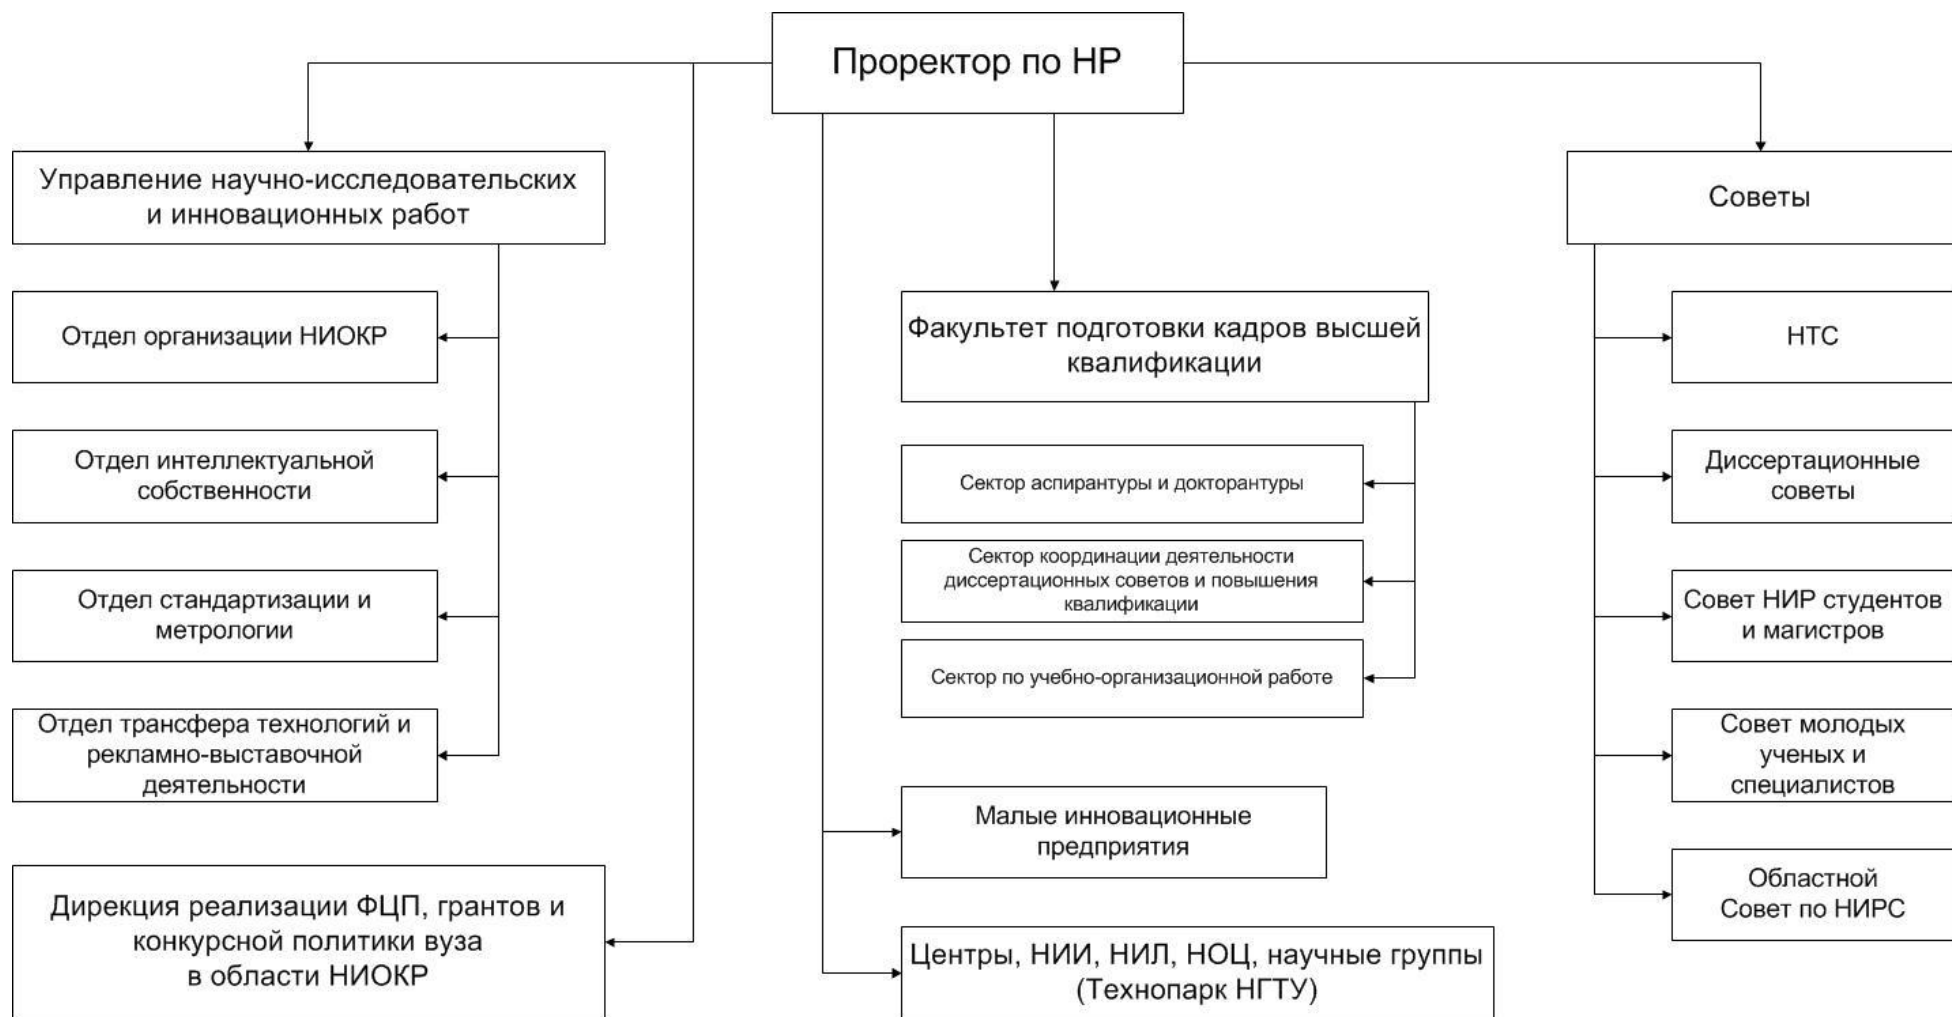 Проректор по НР
Управление научно-исследовательских
и инновационных работ
Отдел организации НИОКР
Отдел интеллектуальной
собственности
Отдел стандартизации и
метрологии
Отдел трансфера технологий и
рекламно-выставочной
деятельности
Дирекция реализации ФЦП, грантов и
конкурсной политики вуза
в области НИОКР
Факультет подготовки кадров высшей
квалификации
Сектор аспирантуры и докторантуры
Сектор координации деятельности
диссертационных советов и повышения
квалификации
Сектор по учебно-организационной работе
Малые инновационные
предприятия
Центры, НИИ, НИЛ, НОЦ, научные группы
(Технопарк НГТУ)
Советы
НТС
Диссертационные
советы
Совет НИР студентов
и магистров
Совет молодых
ученых и
специалистов
Областной
Совет по НИРС